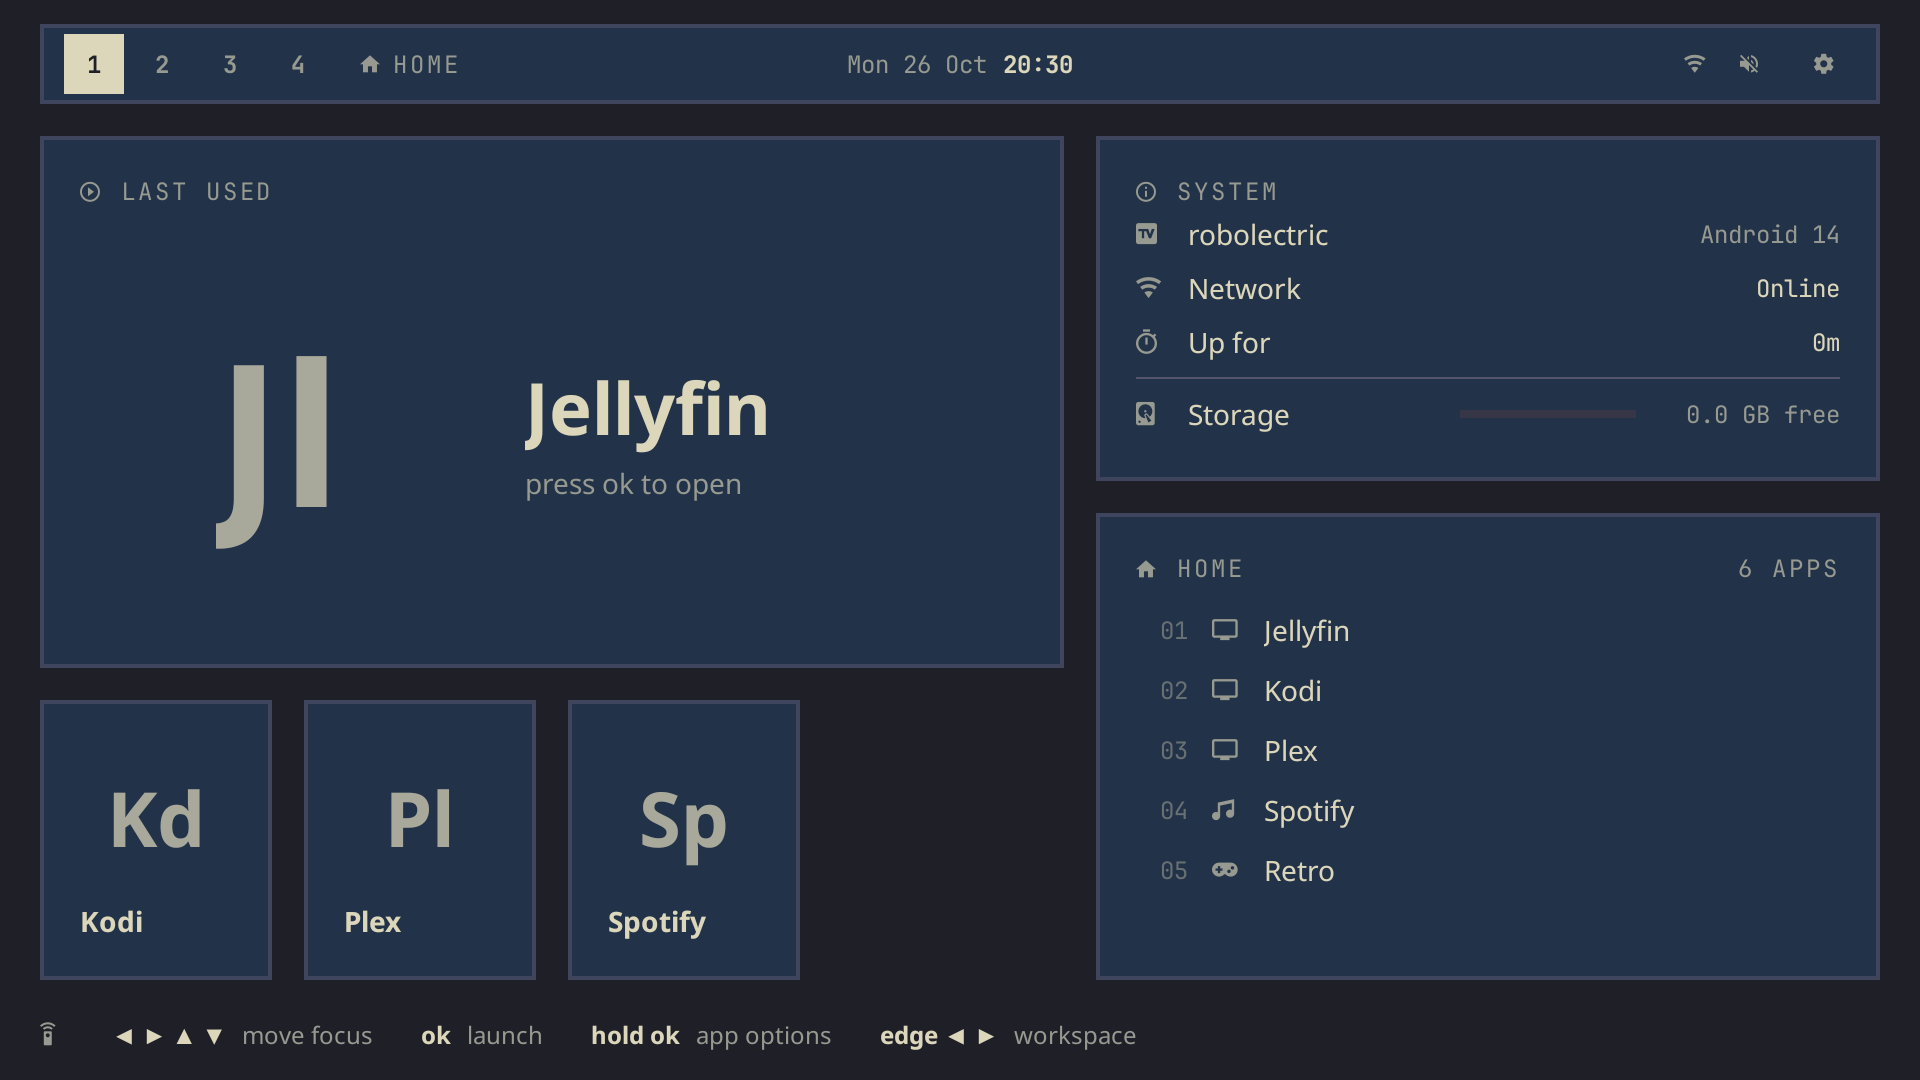 1 2 3 4 HOME Mon 26 Oct 20:30
LAST USED
Jl
Jellyfin
press ok to open
Kd
Kodi
Pl
Plex
Sp
Spotify
SYSTEM
robolectric Android 14
Network Online
Up for 0m
Storage 0.0 GB free
HOME 6 APPS
01 Jellyfin
02 Kodi
03 Plex
04 Spotify
05 Retro
◀ ▶ ▲ ▼ move focus ok launch hold ok app options edge ◀ ▶ workspace